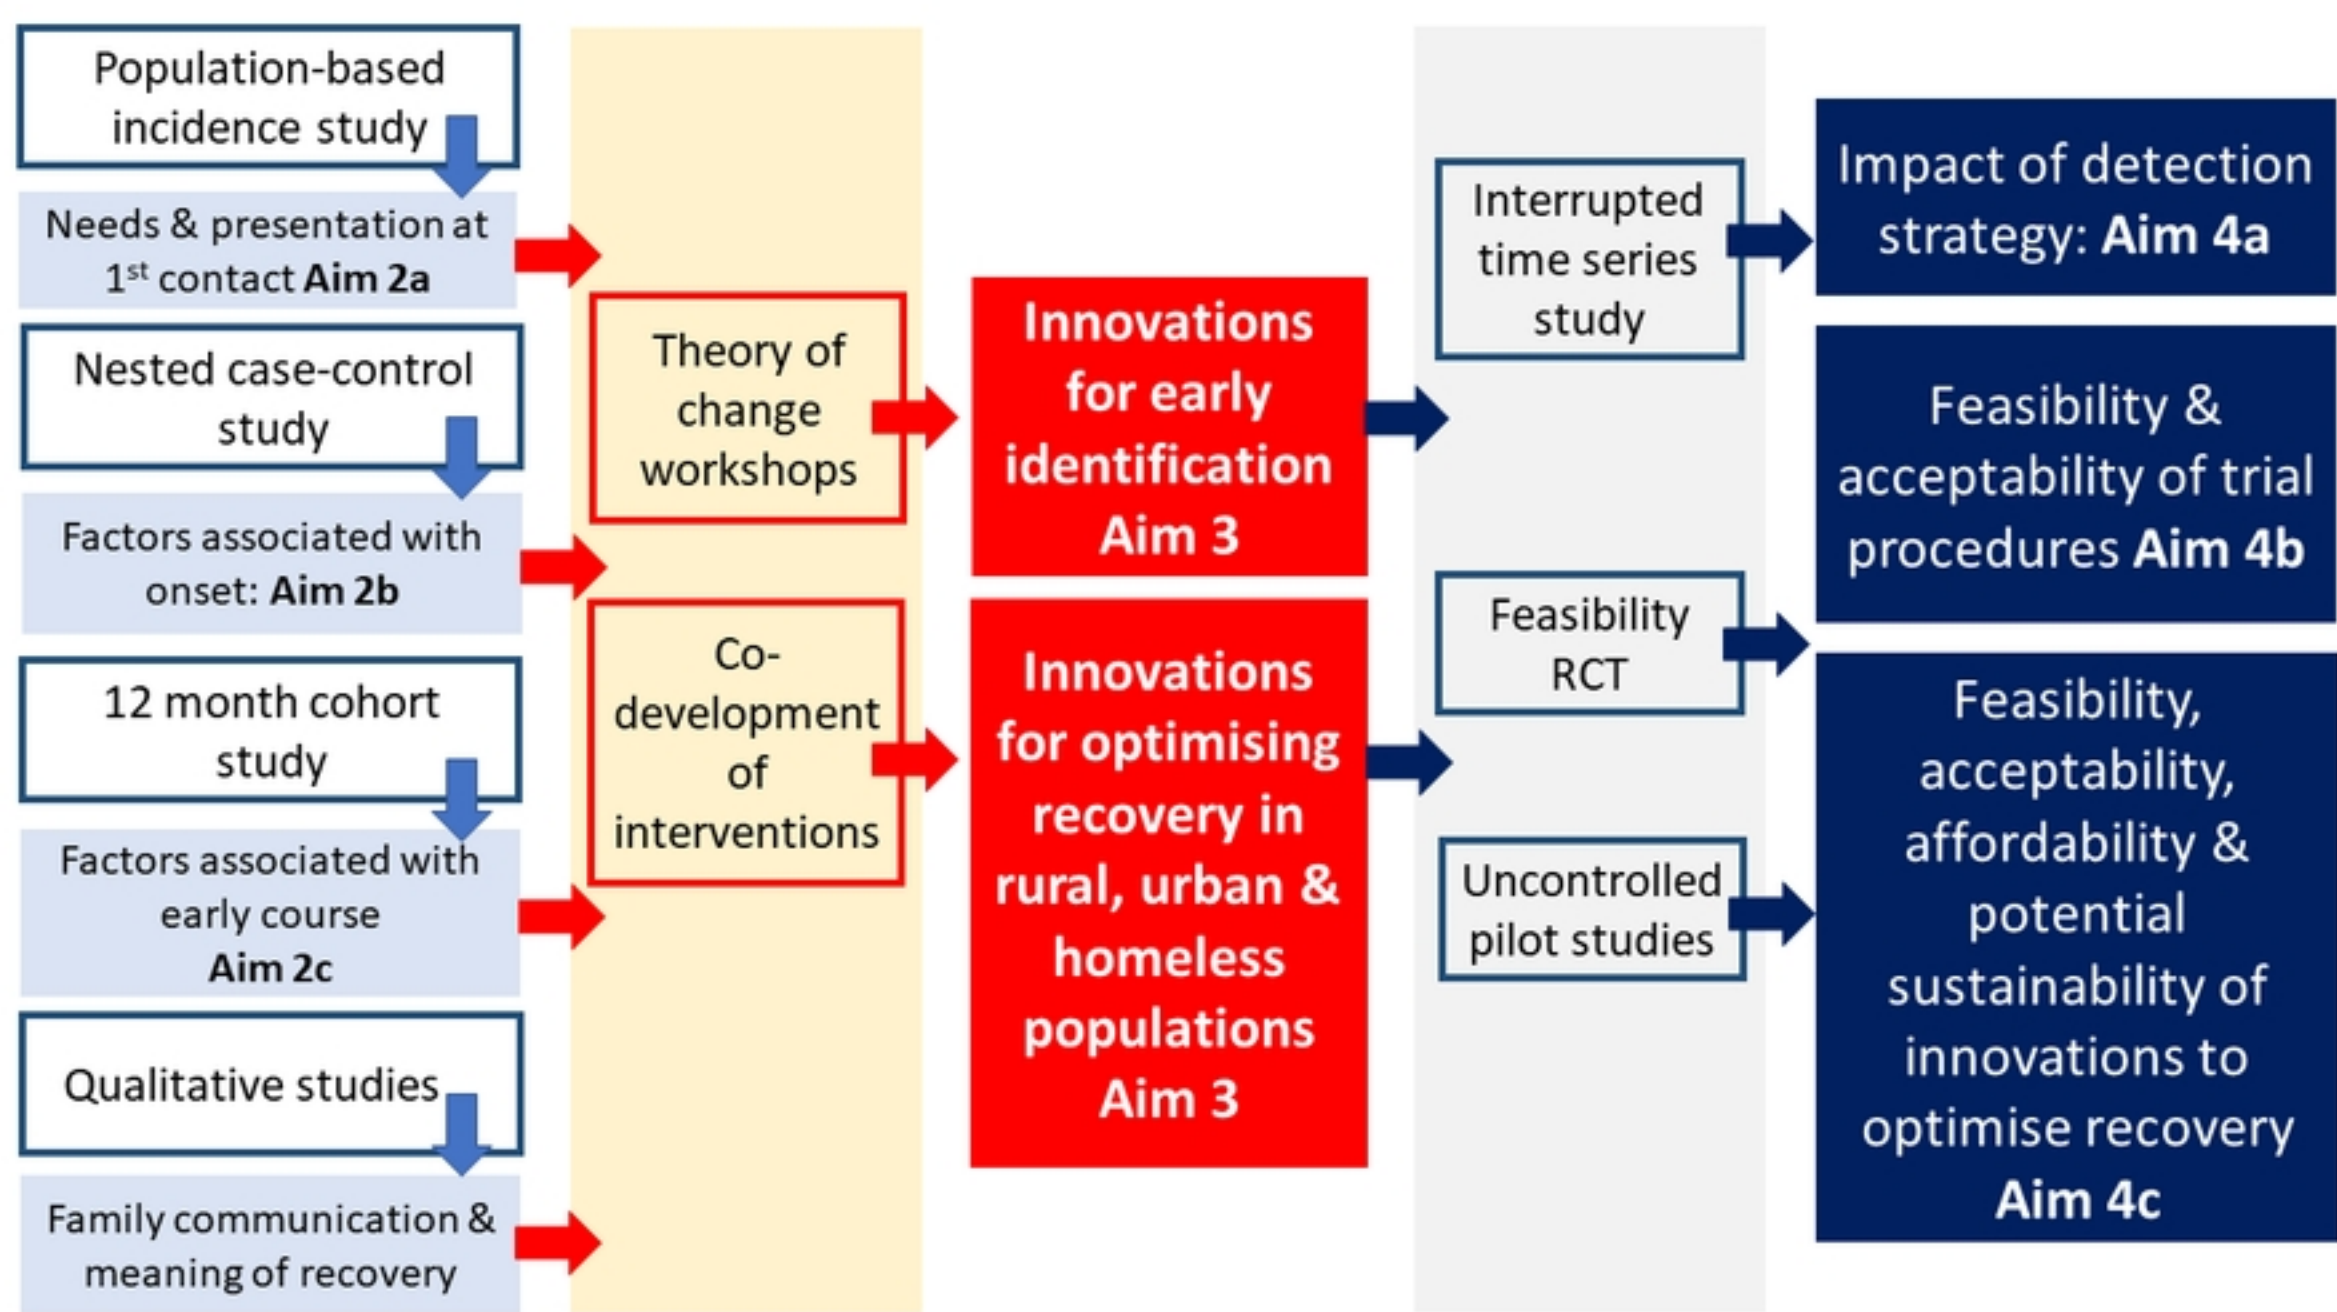 Population-based
incidence study
Needs & presentation at
1st contact Aim 2a
Nested case-control
study
Factors associated with
onset: Aim 2b
12 month cohort
study
Factors associated with
early course
Aim 2c
Qualitative studies
Family communication &
meaning of recovery
Theory of
change
workshops
Co-
development
of
interventions
Innovations
for early
identification
Aim 3
Innovations
for optimising
recovery in
rural, urban &
homeless
populations
Aim 3
Interrupted
time series
study
Feasibility
RCT
Uncontrolled
pilot studies
Impact of detection
strategy: Aim 4a
Feasibility &
acceptability of trial
procedures Aim 4b
Feasibility,
acceptability,
affordability &
potential
sustainability of
innovations to
optimise recovery
Aim 4c